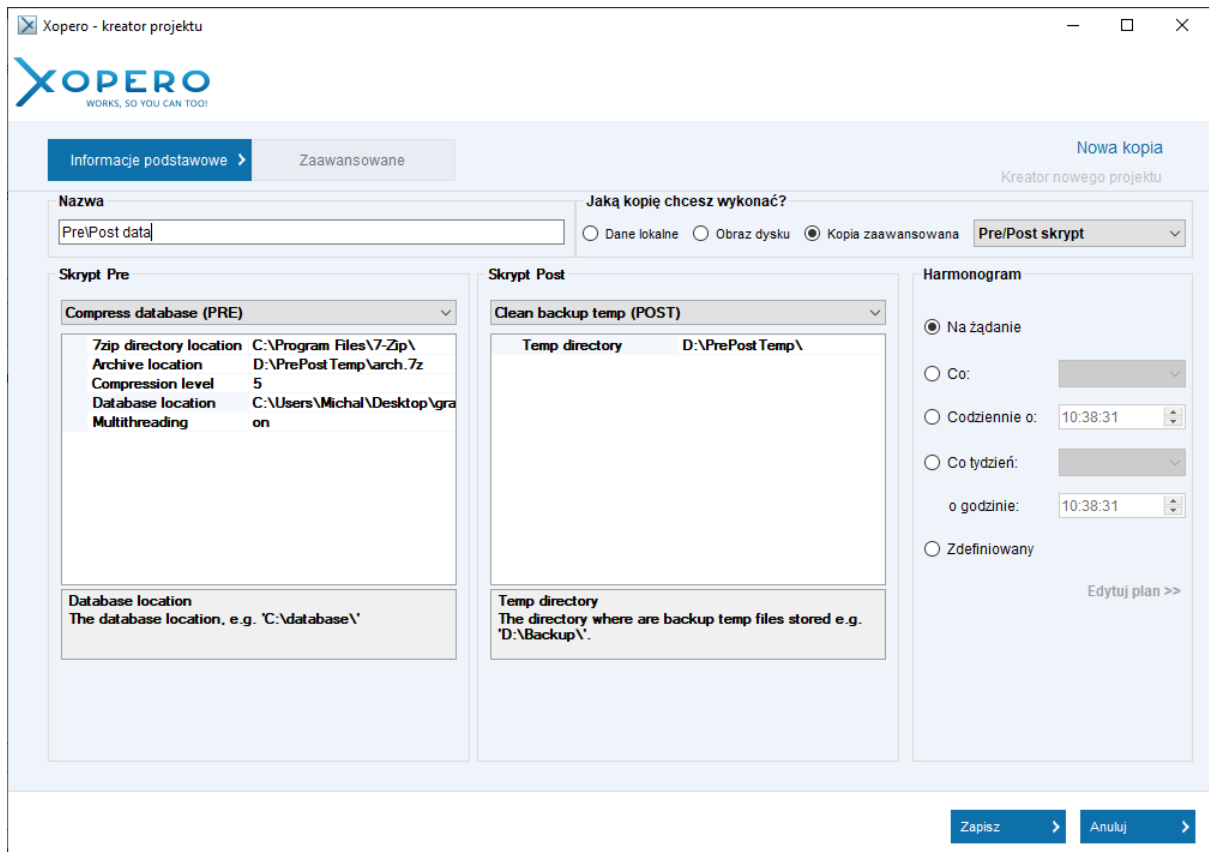 Xopero - kreator projektu
XOPERO
WORKS, SO YOU CAN TOO!
Informacje podstawowe
Zaawansowane
Nowa kopia
Kreator nowego projektu
Nazwa
Pre\Post data
Jaką kopię chcesz wykonać?
Dane lokalne Obraz dysku Kopia zaawansowana Pre/Post skrypt
Skrypt Pre
Compress database (PRE)
7zip directory location C:\Program Files\7-Zip\
Archive location D:\PrePostTemp\arch.7z
Compression level 5
Database location C:\Users\Michal\Desktop\gra
Multithreading on
Database location
The database location, e.g. 'C:\database\'
Skrypt Post
Clean backup temp (POST)
Temp directory D:\PrePostTemp\
Temp directory
The directory where are backup temp files stored e.g.
'D:\Backup\'.
Harmonogram
Na żądanie
Co:
Codziennie o: 10:38:31
Co tydzień:
o godzinie: 10:38:31
Zdefiniowany
Edytuj plan >>
Zapisz
Anuluj